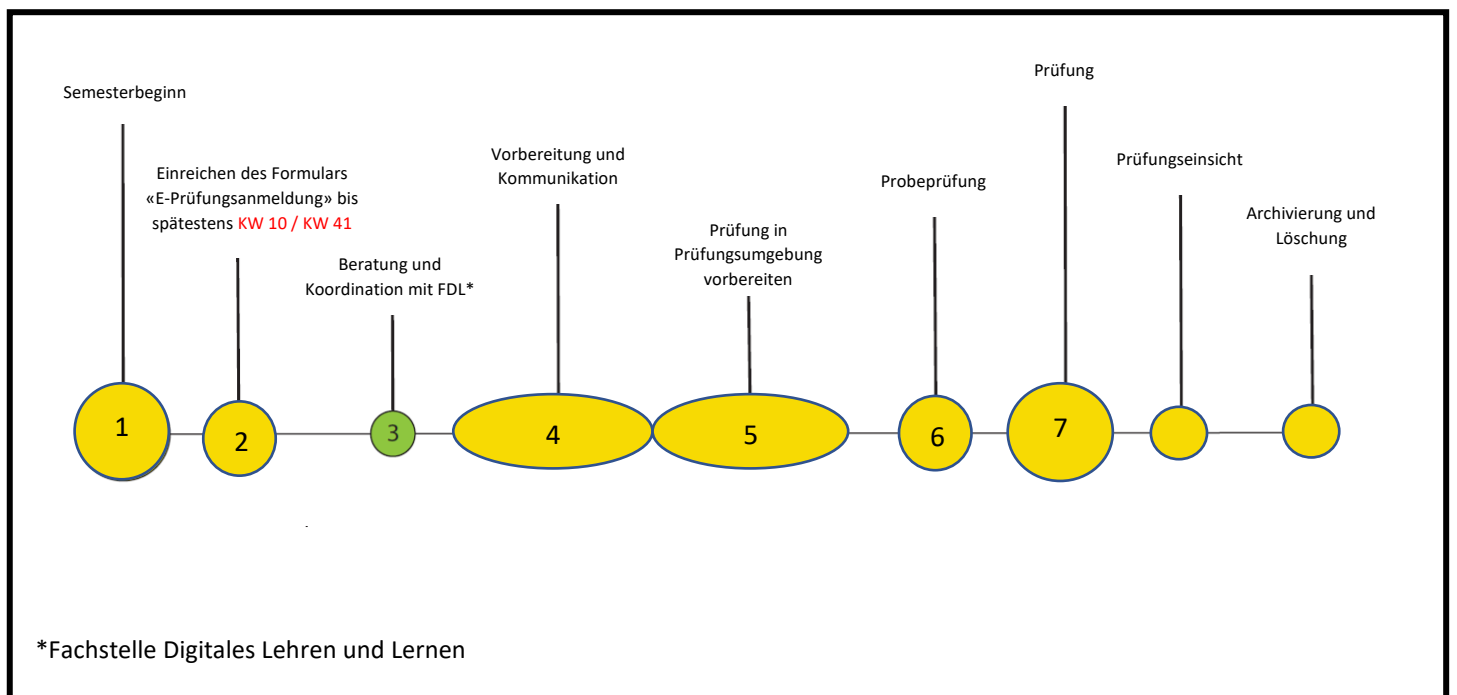 Semesterbeginn
Einreichen des Formulars
«E-Prüfungsanmeldung» bis
spätestens KW 10 / KW 41
Beratung und
Koordination mit FDL*
Vorbereitung und
Kommunikation
Prüfung in
Prüfungsumgebung
vorbereiten
Probeprüfung
Prüfung
Prüfungseinsicht
Archivierung und
Löschung
1
2
3
4
5
6
7
*Fachstelle Digitales Lehren und Lernen